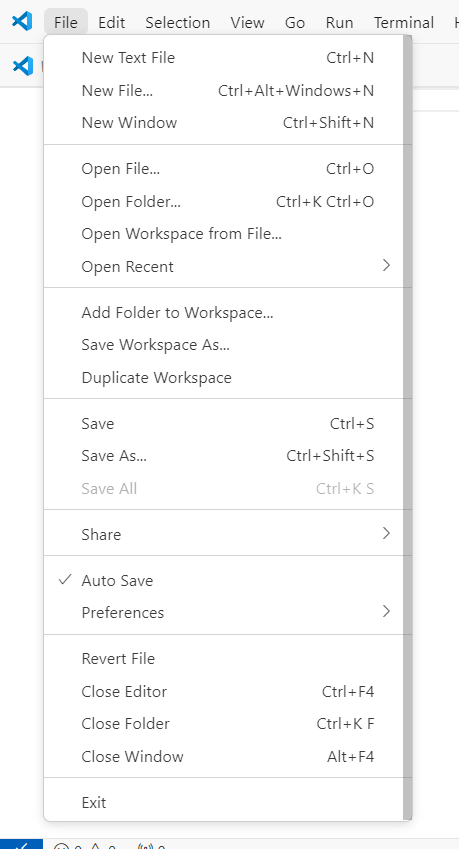 File Edit Selection View Go Run Terminal
New Text File Ctrl+N
New File... Ctrl+Alt+Windows+N
New Window Ctrl+Shift+N
Open File... Ctrl+O
Open Folder... Ctrl+K Ctrl+O
Open Workspace from File...
Open Recent
Add Folder to Workspace...
Save Workspace As...
Duplicate Workspace
Save Ctrl+S
Save As... Ctrl+Shift+S
Save All Ctrl+K S
Share
Auto Save
Preferences
Revert File
Close Editor Ctrl+F4
Close Folder Ctrl+K F
Close Window Alt+F4
Exit